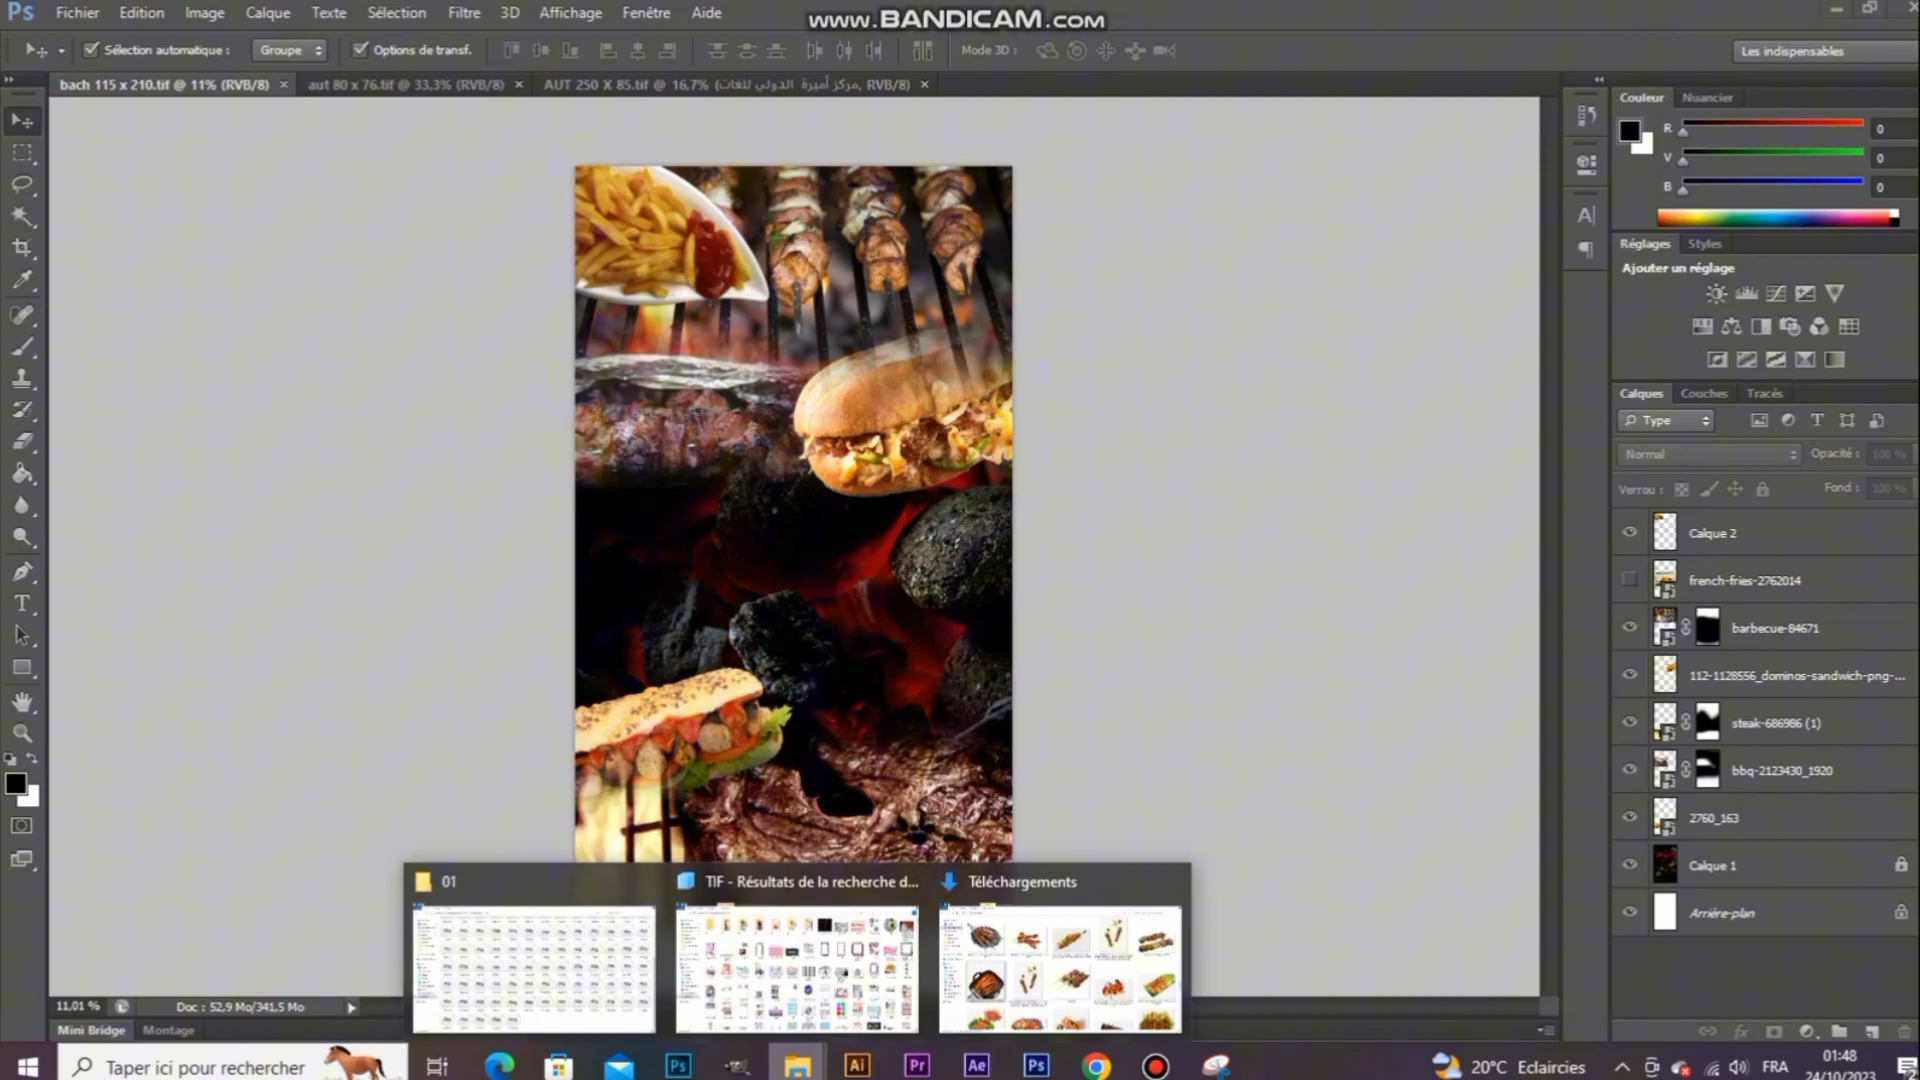 www.BANDICAM.com
Ps Fichier Edition Image Calque Texte Sélection Filtre 3D Affichage Fenêtre Aide
Sélection automatique : Groupe Options de transf. Mode 3D : Les indispensables
bach 115 x 210.tif @ 11% (RVB/8) × aut 80 x 76.tif @ 33,3% (RVB/8) × AUT 250 X 85.tif @ 16,7% (مركز أميرة الدولي للغات, RVB/8) ×
Couleur Nuancier
R 0
V 0
B 0
Réglages Styles
Ajouter un réglage
Calques Couches Tracés
Type
Normal Opacité : 100 %
Verrou : Fond : 100 %
Calque 2
french-fries-2762014
barbecue-84671
112-1128556_dominos-sandwich-png-...
steak-686986 (1)
bbq-2123430_1920
2760_163
Calque 1
Arrière-plan
01
TIF - Résultats de la recherche d...
Téléchargements
11,01 % Doc : 52,9 Mo/341,5 Mo
Mini Bridge Montage
Taper ici pour rechercher
Ps Ai Pr Ae Ps
20°C Eclaircies FRA 01:48
24/10/2023